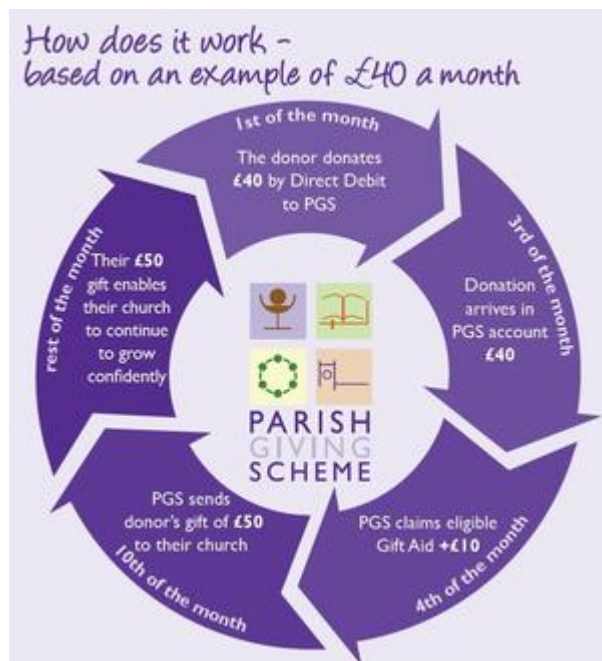 How does it work -
based on an example of £40 a month
1st of the month
The donor donates
£40 by Direct Debit
to PGS
3rd of the month
Donation
arrives in
PGS account
£40
4th of the month
PGS claims eligible
Gift Aid +£10
10th of the month
PGS sends
donor's gift of £50
to their church
rest of the month
Their £50
gift enables
their church
to continue
to grow
confidently
PARISH
GIVING
SCHEME